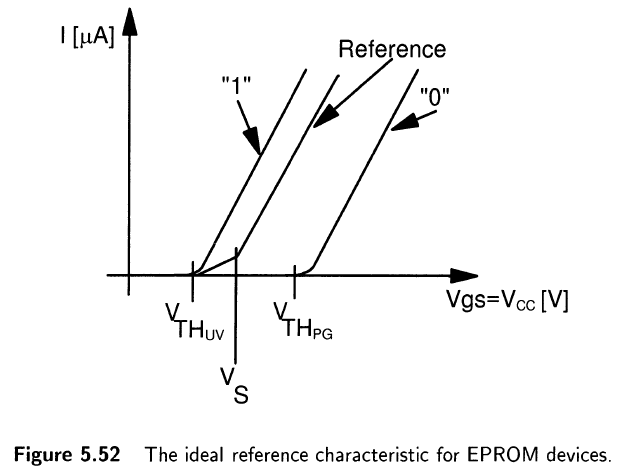 I [µA]
Reference
"1"
"0"
Vgs=VCC [V]
VTHUV
VTHPG
VS
Figure 5.52 The ideal reference characteristic for EPROM devices.